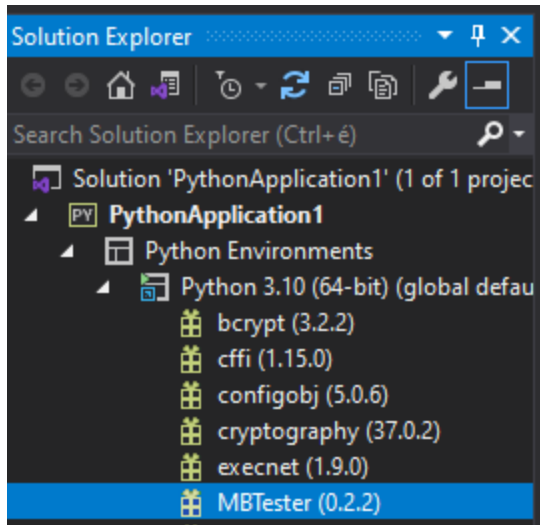 Solution Explorer
Search Solution Explorer (Ctrl+é)
Solution 'PythonApplication1' (1 of 1 projec
PY PythonApplication1
Python Environments
Python 3.10 (64-bit) (global defau
bcrypt (3.2.2)
cffi (1.15.0)
configobj (5.0.6)
cryptography (37.0.2)
execnet (1.9.0)
MBTester (0.2.2)